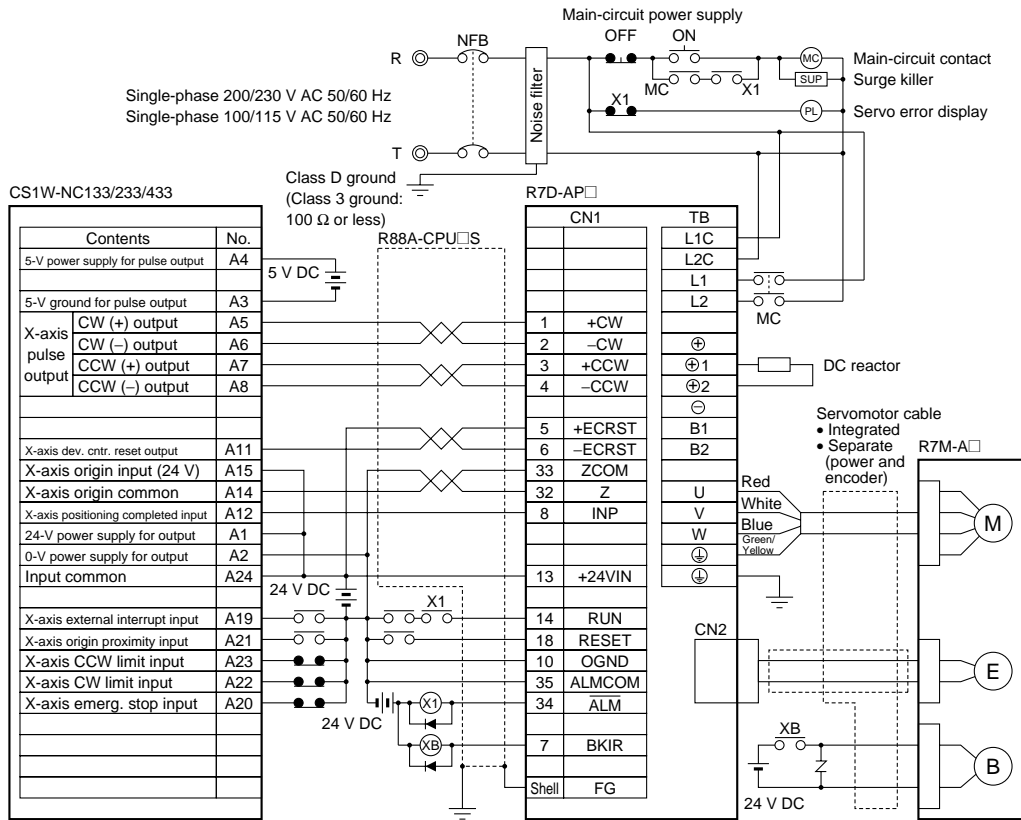 Main-circuit power supply
OFF ON
R NFB
MC Main-circuit contact
MC X1 SUP Surge killer
Single-phase 200/230 V AC 50/60 Hz
X1 PL Servo error display
Single-phase 100/115 V AC 50/60 Hz
Noise filter
T
Class D ground
(Class 3 ground:
100 Ω or less)
CS1W-NC133/233/433
R7D-AP□
R88A-CPU□S
CN1 TB
Contents No.
5-V power supply for pulse output A4
5 V DC
5-V ground for pulse output A3
X-axis pulse output
CW (+) output A5
CW (−) output A6
CCW (+) output A7
CCW (−) output A8
X-axis dev. cntr. reset output A11
X-axis origin input (24 V) A15
X-axis origin common A14
X-axis positioning completed input A12
24-V power supply for output A1
0-V power supply for output A2
Input common A24
24 V DC
X-axis external interrupt input A19
X-axis origin proximity input A21
X-axis CCW limit input A23
X-axis CW limit input A22
X-axis emerg. stop input A20
X1
24 V DC
X1
XB
1 +CW
2 −CW
3 +CCW
4 −CCW
5 +ECRST
6 −ECRST
33 ZCOM
32 Z
8 INP
13 +24VIN
14 RUN
18 RESET
10 OGND
35 ALMCOM
34 ALM
7 BKIR
Shell FG
L1C
L2C
L1
L2
MC
⊕
⊕1
⊕2
DC reactor
⊖
B1
B2
U
V
W
Red
White
Blue
Green/
Yellow
Servomotor cable
• Integrated
• Separate
(power and
encoder)
R7M-A□
M
CN2
E
XB
24 V DC
B